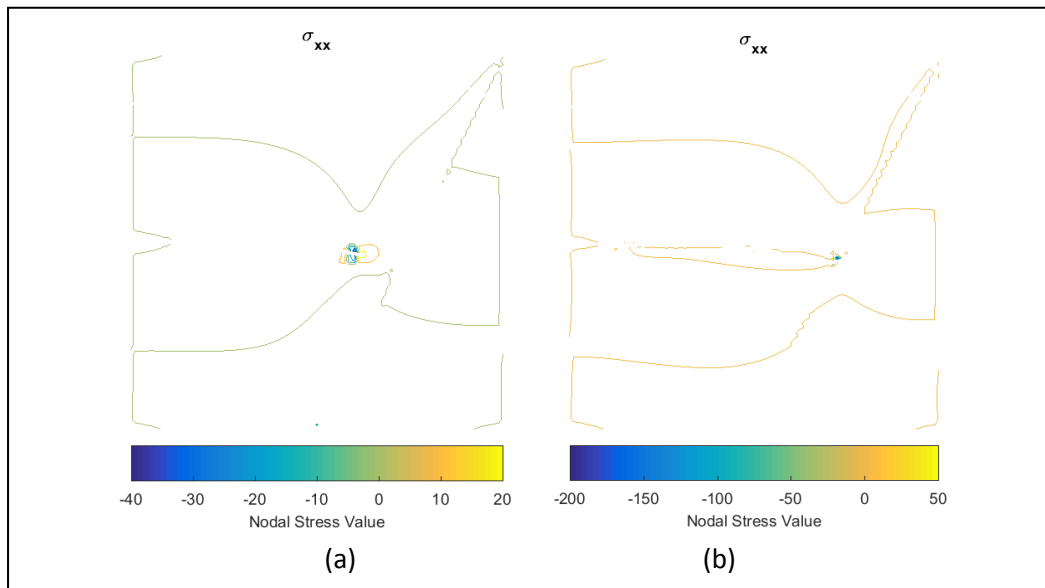 σxx
σxx
-40 -30 -20 -10 0 10 20
-200 -150 -100 -50 0 50
Nodal Stress Value
Nodal Stress Value
(a)
(b)